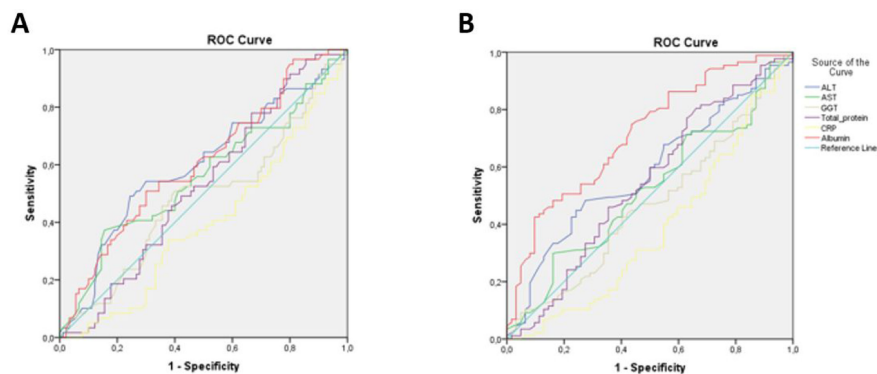 A
ROC Curve
Sensitivity
1,0
0,8
0,6
0,4
0,2
0,0
0,0 0,2 0,4 0,6 0,8 1,0
1 - Specificity
B
ROC Curve
Sensitivity
1,0
0,8
0,6
0,4
0,2
0,0
0,0 0,2 0,4 0,6 0,8 1,0
1 - Specificity
Source of the
Curve
ALT
AST
GGT
Total_protein
CRP
Albumin
Reference Line